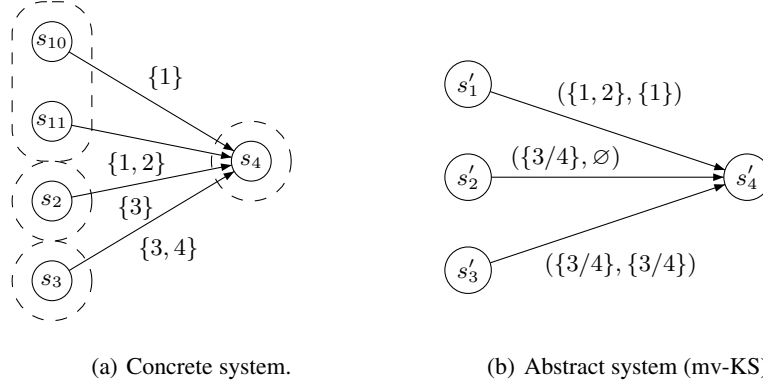 s10
{1}
s11
{1, 2}
s4
s2
{3}
{3, 4}
s3
(a) Concrete system.
s′1
({1, 2}, {1})
s′2
({3/4}, ∅)
s′4
s′3
({3/4}, {3/4})
(b) Abstract system (mv-KS)